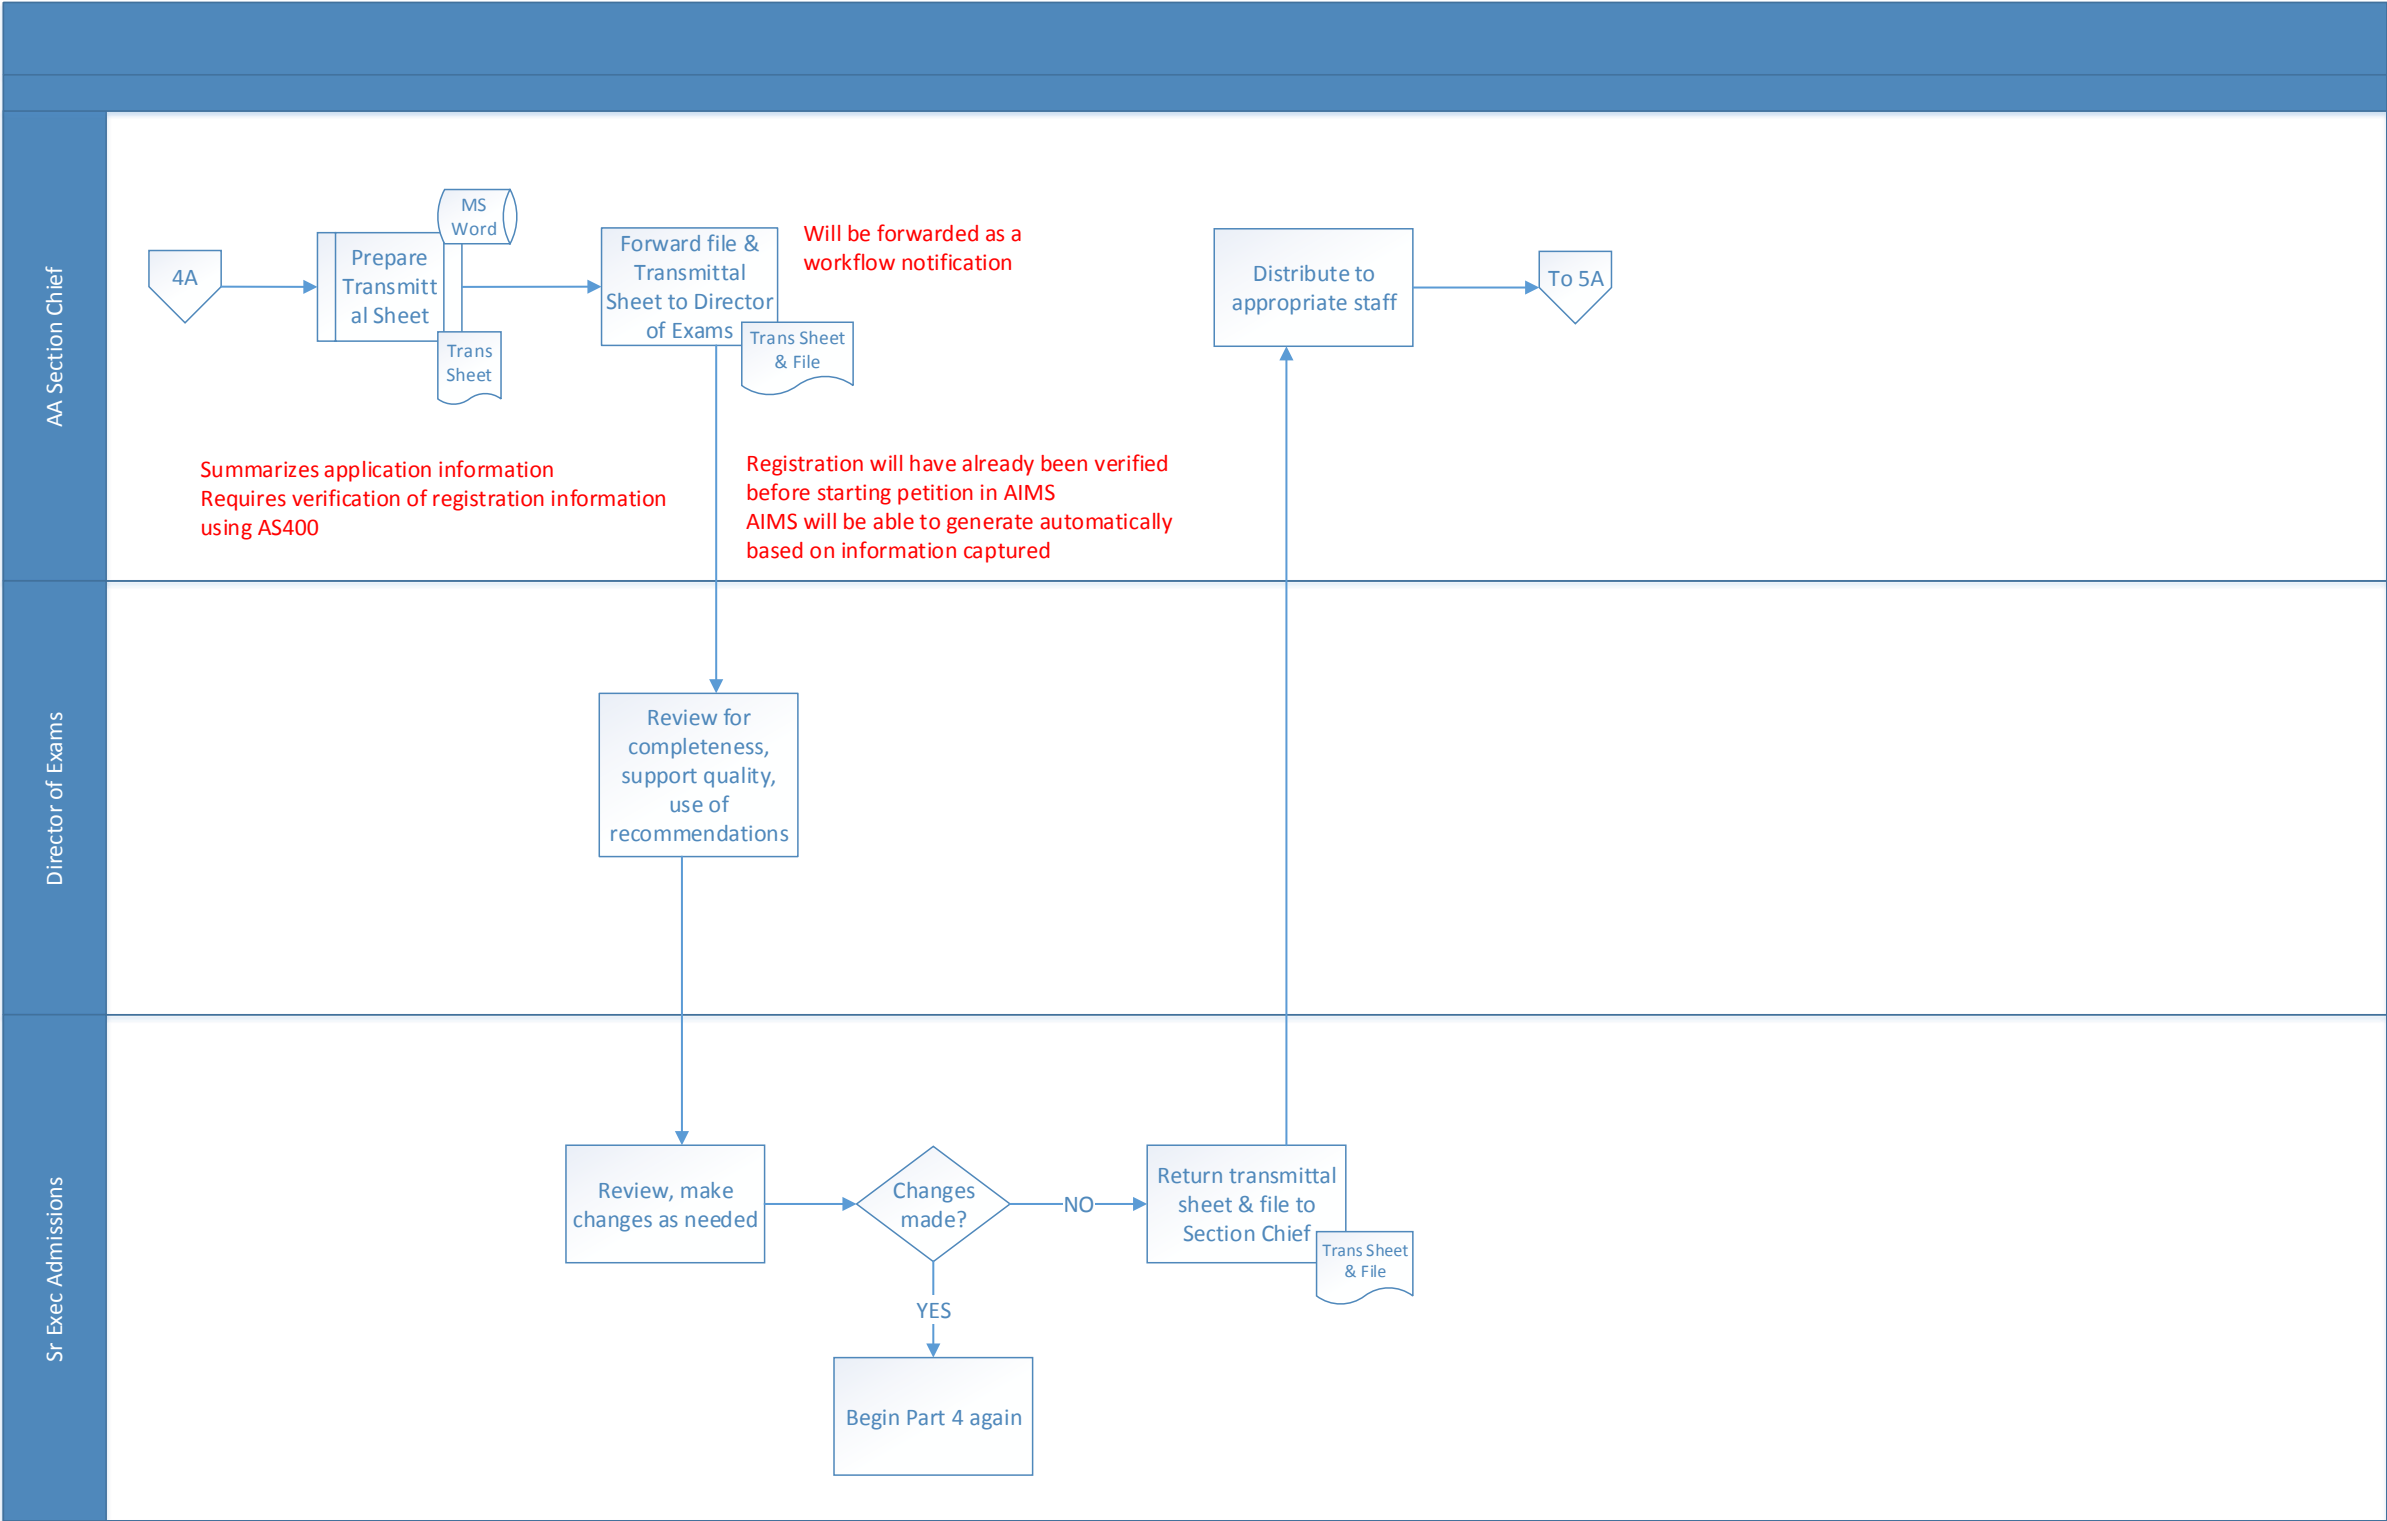 AA Section Chief
4A
MS
Word
Prepare
Transmitt
al Sheet
Trans
Sheet
Forward file &
Transmittal
Sheet to Director
of Exams
Trans Sheet
& File
Will be forwarded as a
workflow notification
Distribute to
appropriate staff
To 5A
Summarizes application information
Requires verification of registration information
using AS400
Registration will have already been verified
before starting petition in AIMS
AIMS will be able to generate automatically
based on information captured
Director of Exams
Review for
completeness,
support quality,
use of
recommendations
Sr Exec Admissions
Review, make
changes as needed
Changes
made?
NO
Return transmittal
sheet & file to
Section Chief
Trans Sheet
& File
YES
Begin Part 4 again